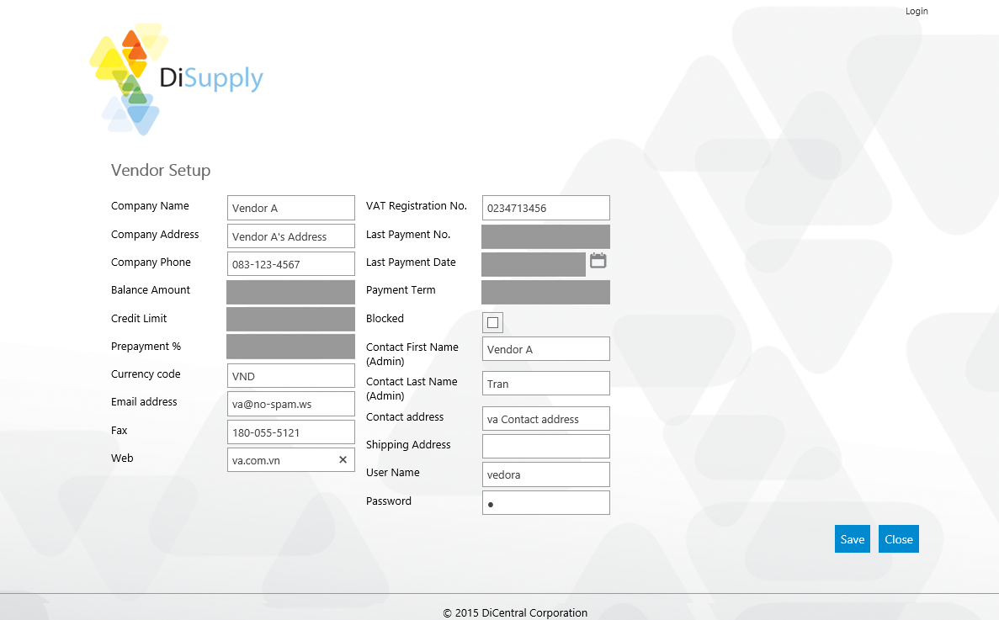 Login
DiSupply
Vendor Setup
Company Name
Vendor A
VAT Registration No.
0234713456
Company Address
Vendor A's Address
Last Payment No.
Company Phone
083-123-4567
Last Payment Date
Balance Amount
Payment Term
Credit Limit
Blocked
Prepayment %
Contact First Name
(Admin)
Vendor A
Currency code
VND
Contact Last Name
(Admin)
Tran
Email address
va@no-spam.ws
Contact address
va Contact address
Fax
180-055-5121
Shipping Address
Web
va.com.vn
User Name
vedora
Password
●
Save
Close
© 2015 DiCentral Corporation